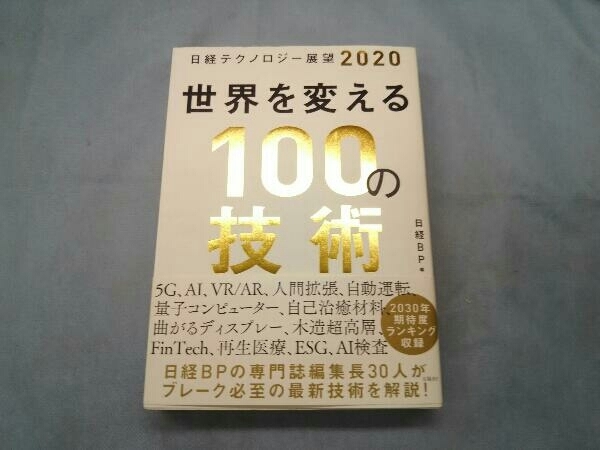 日経テクノロジー展望2020
世界を変える
100の
技術
日経BP・編
5G、AI、VR/AR、人間拡張、自動運転、
量子コンピューター、自己治癒材料、
曲がるディスプレー、木造超高層、
FinTech、再生医療、ESG、AI検査
2030年
期待度
ランキング
収録
日経BPの専門誌編集長30人が
ブレーク必至の最新技術を解説!